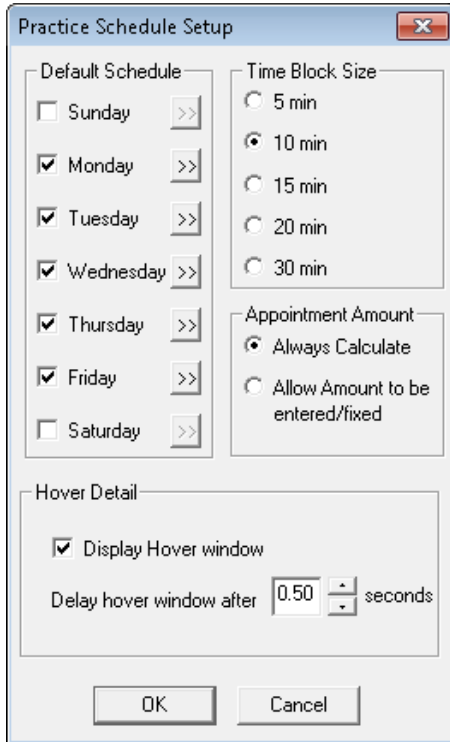 Practice Schedule Setup
Default Schedule
Sunday >>
Monday >>
Tuesday >>
Wednesday >>
Thursday >>
Friday >>
Saturday >>
Time Block Size
5 min
10 min
15 min
20 min
30 min
Appointment Amount
Always Calculate
Allow Amount to be
entered/fixed
Hover Detail
Display Hover window
Delay hover window after 0.50 seconds
OK Cancel